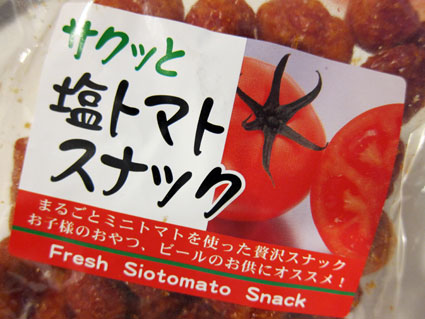 サクッと
塩トマト
スナック
まるごとミニトマトを使った贅沢スナック
お子様のおやつ、ビールのお供にオススメ！
Fresh Siotomato Snack